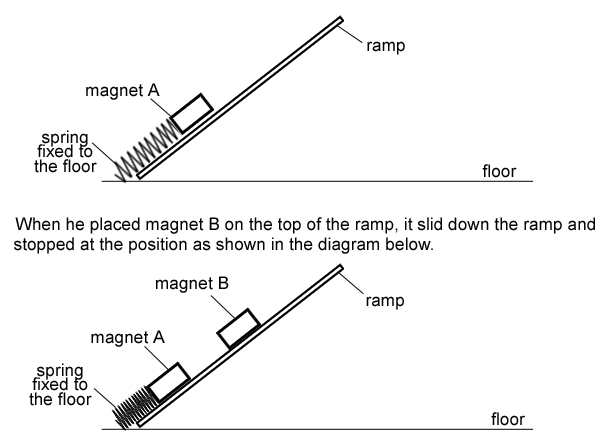 ramp
magnet A
spring
fixed to
the floor
floor
When he placed magnet B on the top of the ramp, it slid down the ramp and
stopped at the position as shown in the diagram below.
magnet B
ramp
magnet A
spring
fixed to
the floor
floor